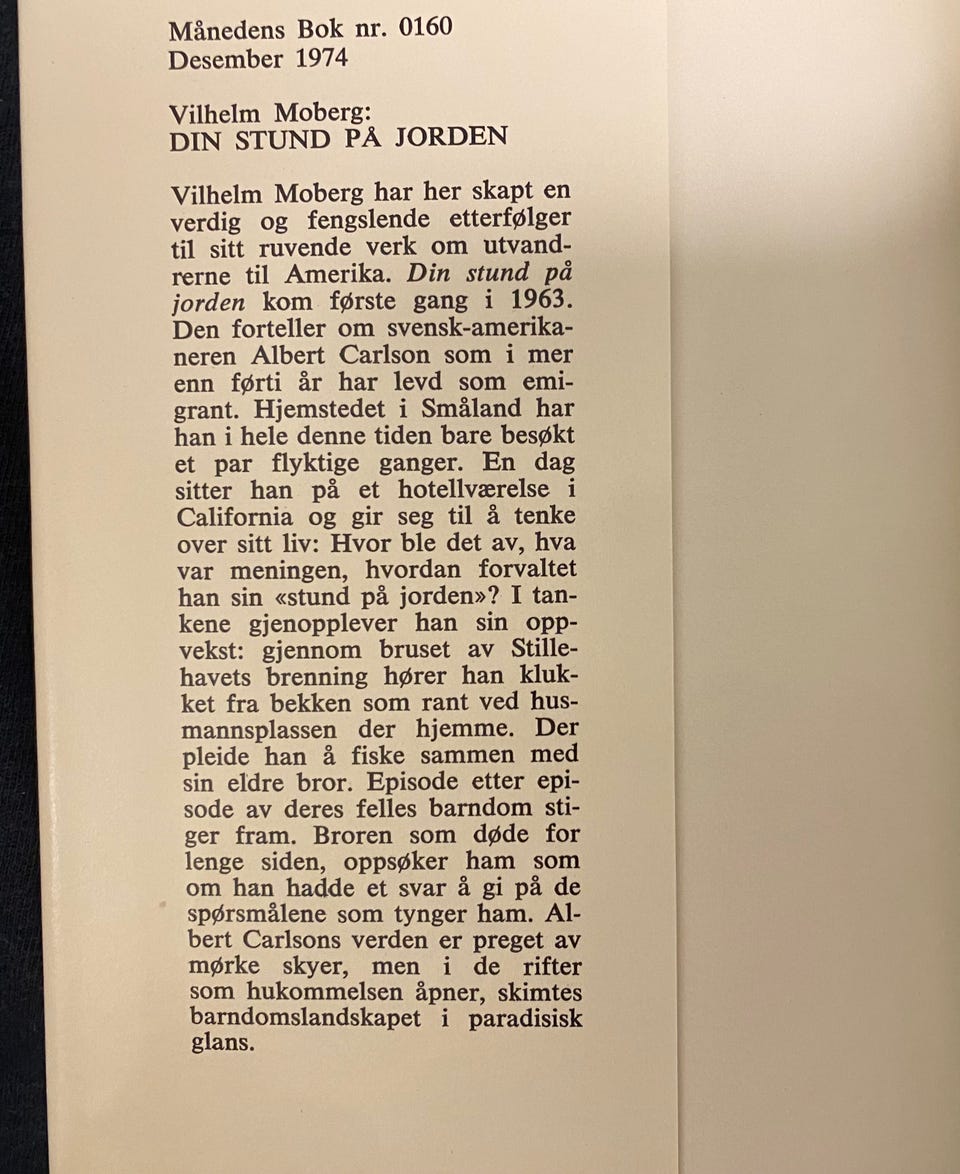 Månedens Bok nr. 0160
Desember 1974
Vilhelm Moberg:
DIN STUND PÅ JORDEN
Vilhelm Moberg har her skapt en
verdig og fengslende etterfølger
til sitt ruvende verk om utvand-
rerne til Amerika. Din stund på
jorden kom første gang i 1963.
Den forteller om svensk-amerika-
neren Albert Carlson som i mer
enn førti år har levd som emi-
grant. Hjemstedet i Småland har
han i hele denne tiden bare besøkt
et par flyktige ganger. En dag
sitter han på et hotellværelse i
California og gir seg til å tenke
over sitt liv: Hvor ble det av, hva
var meningen, hvordan forvaltet
han sin «stund på jorden»? I tan-
kene gjenopplever han sin opp-
vekst: gjennom bruset av Stille-
havets brenning hører han kluk-
ket fra bekken som rant ved hus-
mannsplassen der hjemme. Der
pleide han å fiske sammen med
sin eldre bror. Episode etter epi-
sode av deres felles barndom sti-
ger fram. Broren som døde for
lenge siden, oppsøker ham som
om han hadde et svar å gi på de
spørsmålene som tynger ham. Al-
bert Carlsons verden er preget av
mørke skyer, men i de rifter
som hukommelsen åpner, skimtes
barndomslandskapet i paradisisk
glans.